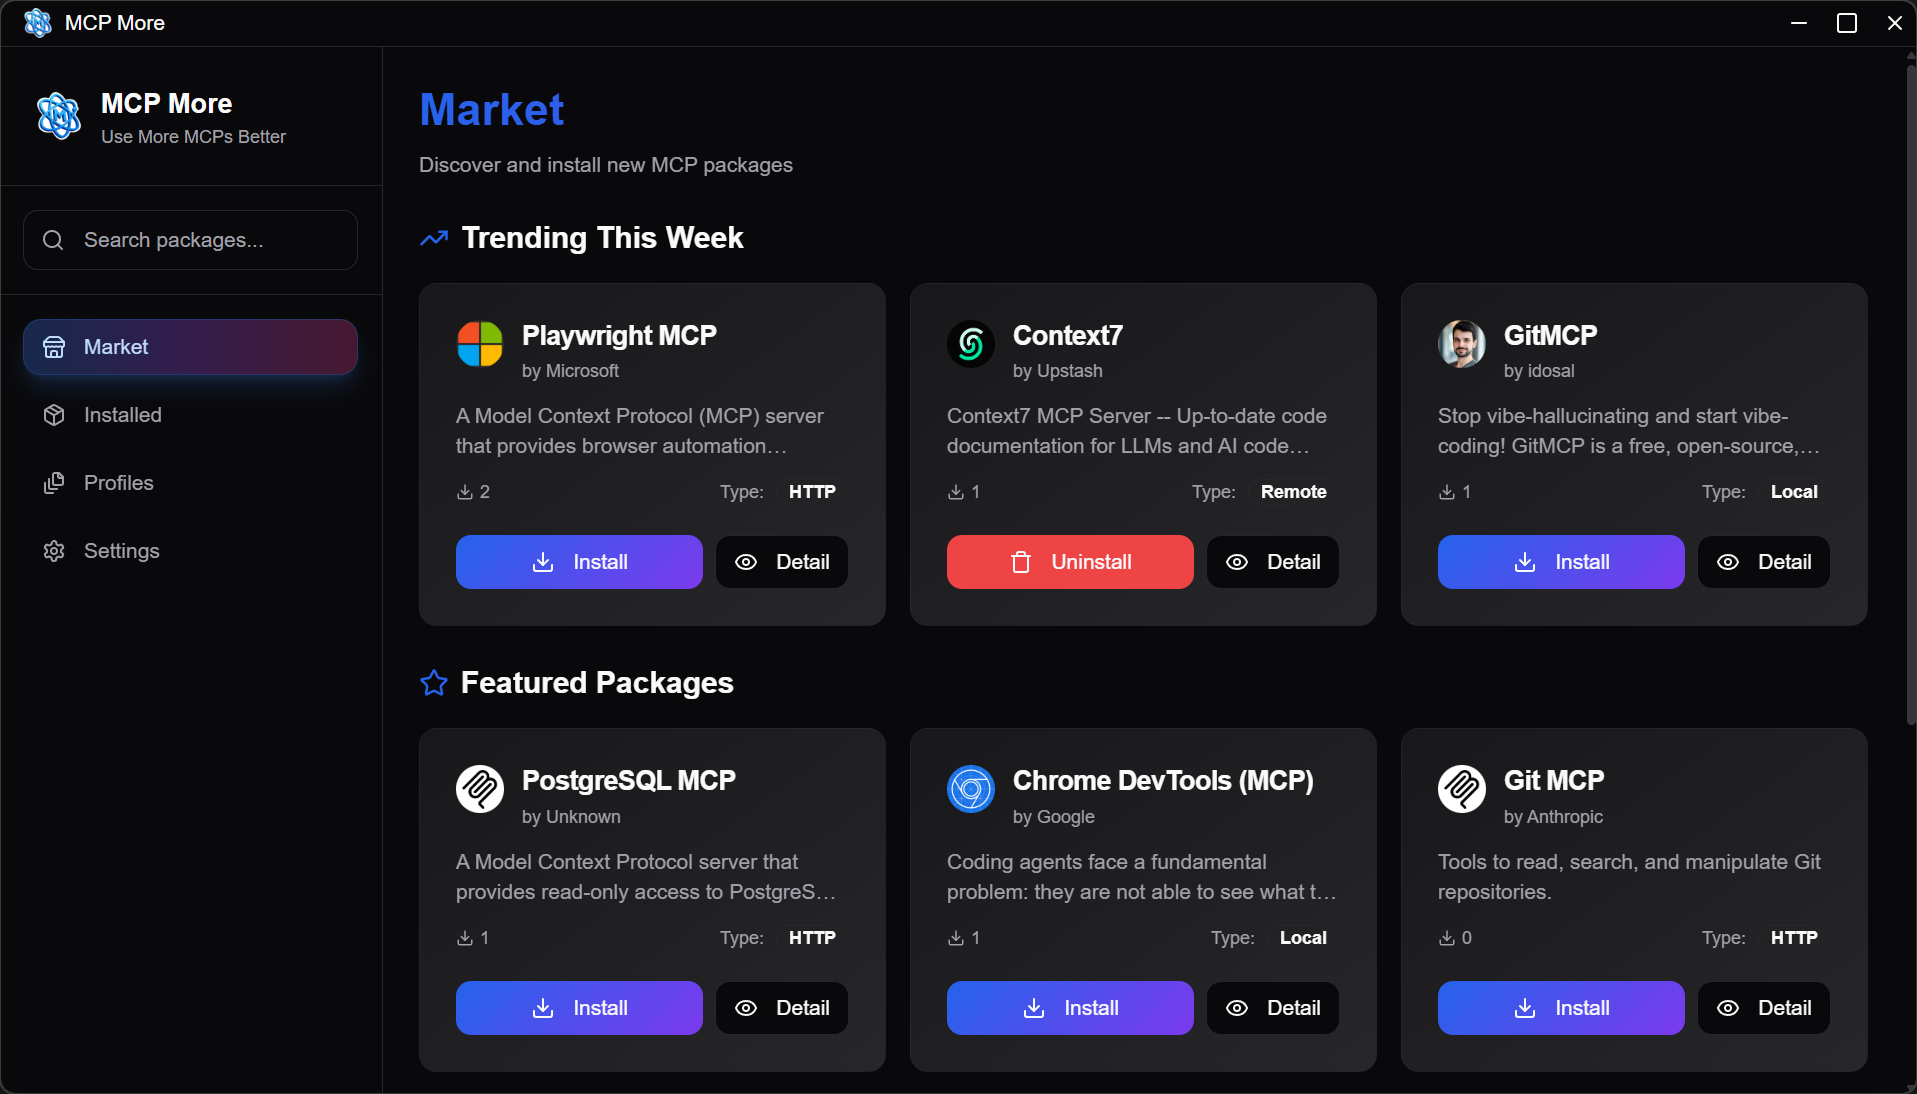 MCP More
MCP More
Use More MCPs Better
Search packages...
Market
Installed
Profiles
Settings
Market
Discover and install new MCP packages
Trending This Week
Playwright MCP
by Microsoft
A Model Context Protocol (MCP) server
that provides browser automation…
2
Type: HTTP
Install
Detail
Context7
by Upstash
Context7 MCP Server -- Up-to-date code
documentation for LLMs and AI code…
1
Type: Remote
Uninstall
Detail
GitMCP
by idosal
Stop vibe-hallucinating and start vibe-
coding! GitMCP is a free, open-source,…
1
Type: Local
Install
Detail
Featured Packages
PostgreSQL MCP
by Unknown
A Model Context Protocol server that
provides read-only access to PostgreS…
1
Type: HTTP
Install
Detail
Chrome DevTools (MCP)
by Google
Coding agents face a fundamental
problem: they are not able to see what t…
1
Type: Local
Install
Detail
Git MCP
by Anthropic
Tools to read, search, and manipulate Git
repositories.
0
Type: HTTP
Install
Detail